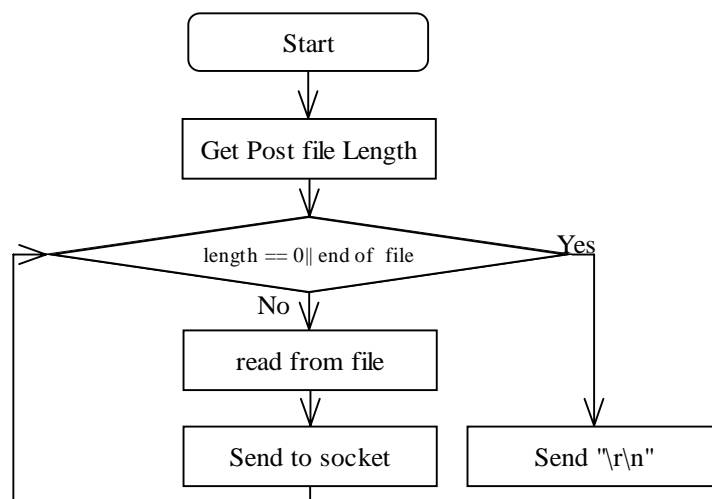 Start
Get Post file Length
length == 0|| end of file
Yes
No
read from file
Send to socket
Send "\r\n"